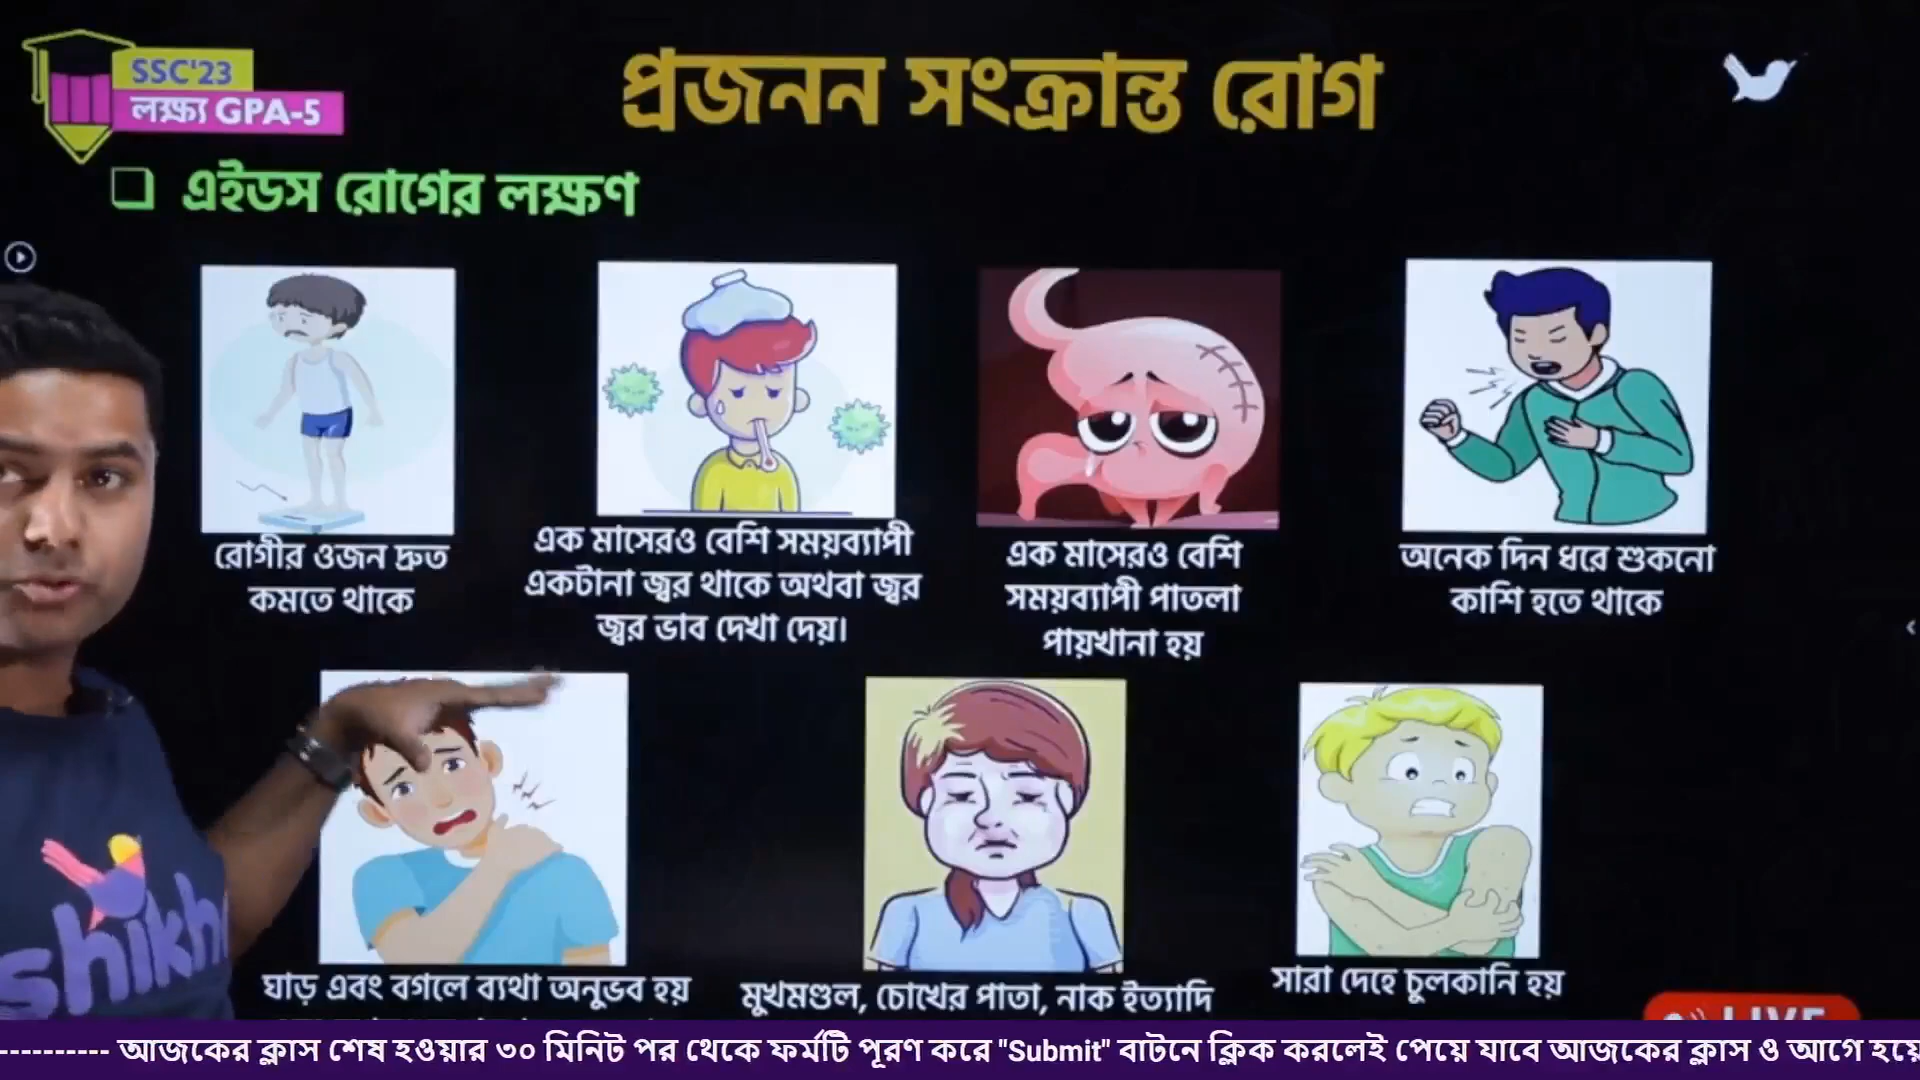 SSC'23
লক্ষ্য GPA-5
প্রজনন সংক্রান্ত রোগ
❑ এইডস রোগের লক্ষণ
রোগীর ওজন দ্রুত
কমতে থাকে
এক মাসেরও বেশি সময়ব্যাপী
একটানা জ্বর থাকে অথবা জ্বর
জ্বর ভাব দেখা দেয়।
এক মাসেরও বেশি
সময়ব্যাপী পাতলা
পায়খানা হয়
অনেক দিন ধরে শুকনো
কাশি হতে থাকে
ঘাড় এবং বগলে ব্যথা অনুভব হয়
মুখমণ্ডল, চোখের পাতা, নাক ইত্যাদি
সারা দেহে চুলকানি হয়
shikh
LIVE
---------- আজকের ক্লাস শেষ হওয়ার ৩০ মিনিট পর থেকে ফর্মটি পূরণ করে "Submit" বাটনে ক্লিক করলেই পেয়ে যাবে আজকের ক্লাস ও আগে হয়ে